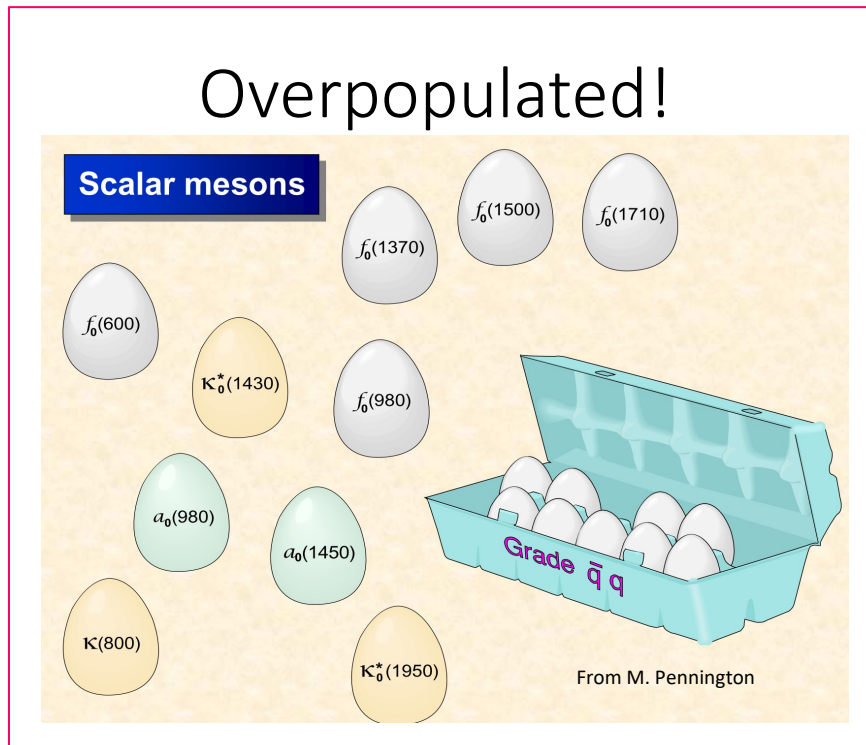 Overpopulated!
Scalar mesons
f₀(1500)
f₀(1710)
f₀(1370)
f₀(600)
κ₀*(1430)
f₀(980)
a₀(980)
a₀(1450)
Grade q̄ q
κ(800)
κ₀*(1950)
From M. Pennington